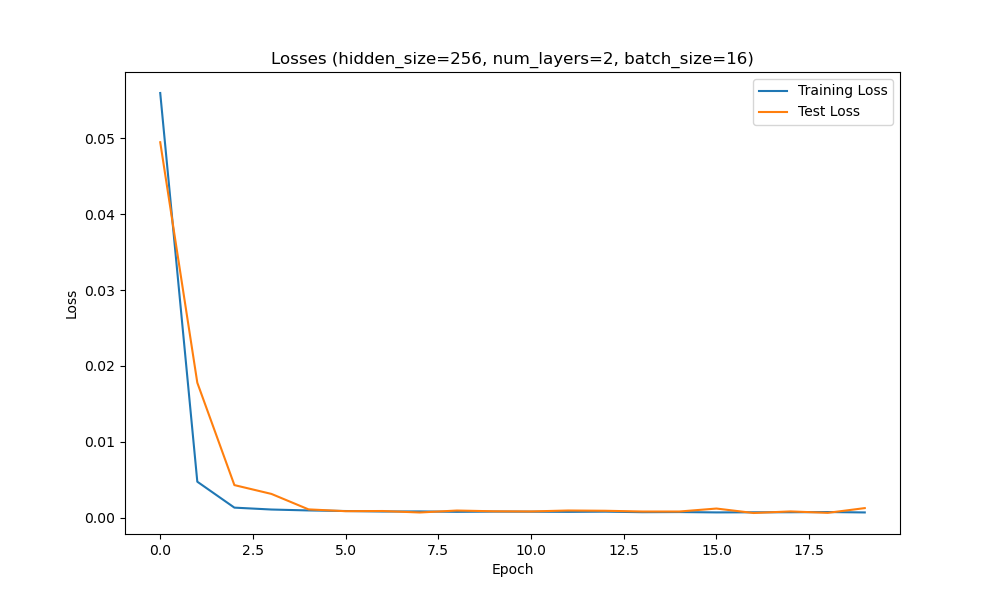 Losses (hidden_size=256, num_layers=2, batch_size=16)
Training Loss
Test Loss
0.05
0.04
0.03
0.02
0.01
0.00
Loss
0.0 2.5 5.0 7.5 10.0 12.5 15.0 17.5
Epoch